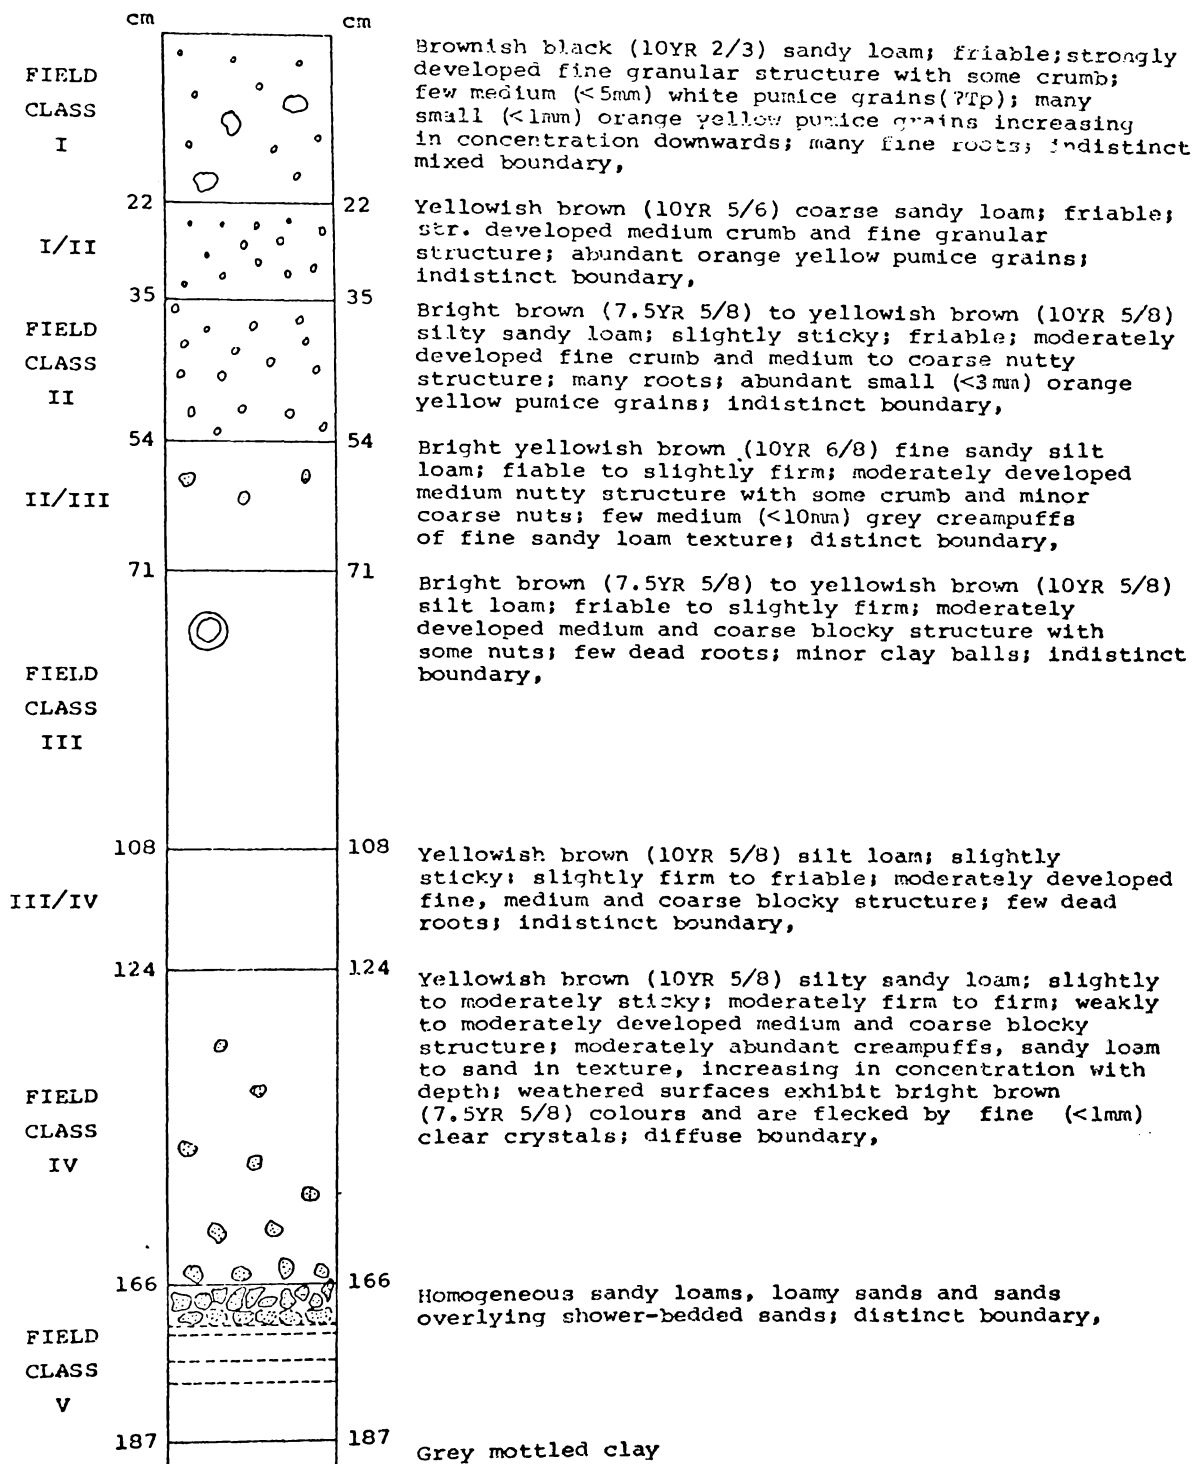 cm
cm
FIELD
CLASS
I
Brownish black (10YR 2/3) sandy loam; friable;strongly
developed fine granular structure with some crumb;
few medium (<5mm) white pumice grains(?Tp); many
small (<1mm) orange yellow pumice grains increasing
in concentration downwards; many fine roots; indistinct
mixed boundary,
22
22
I/II
Yellowish brown (10YR 5/6) coarse sandy loam; friable;
str. developed medium crumb and fine granular
structure; abundant orange yellow pumice grains;
indistinct boundary,
35
35
FIELD
CLASS
II
Bright brown (7.5YR 5/8) to yellowish brown (10YR 5/8)
silty sandy loam; slightly sticky; friable; moderately
developed fine crumb and medium to coarse nutty
structure; many roots; abundant small (<3mm) orange
yellow pumice grains; indistinct boundary,
54
54
II/III
Bright yellowish brown (10YR 6/8) fine sandy silt
loam; fiable to slightly firm; moderately developed
medium nutty structure with some crumb and minor
coarse nuts; few medium (<10mm) grey creampuffs
of fine sandy loam texture; distinct boundary,
71
71
FIELD
CLASS
III
Bright brown (7.5YR 5/8) to yellowish brown (10YR 5/8)
silt loam; friable to slightly firm; moderately
developed medium and coarse blocky structure with
some nuts; few dead roots; minor clay balls; indistinct
boundary,
108
108
III/IV
Yellowish brown (10YR 5/8) silt loam; slightly
sticky; slightly firm to friable; moderately developed
fine, medium and coarse blocky structure; few dead
roots; indistinct boundary,
124
124
FIELD
CLASS
IV
Yellowish brown (10YR 5/8) silty sandy loam; slightly
to moderately sticky; moderately firm to firm; weakly
to moderately developed medium and coarse blocky
structure; moderately abundant creampuffs, sandy loam
to sand in texture, increasing in concentration with
depth; weathered surfaces exhibit bright brown
(7.5YR 5/8) colours and are flecked by fine (<1mm)
clear crystals; diffuse boundary,
166
166
FIELD
CLASS
V
Homogeneous sandy loams, loamy sands and sands
overlying shower-bedded sands; distinct boundary,
187
187
Grey mottled clay